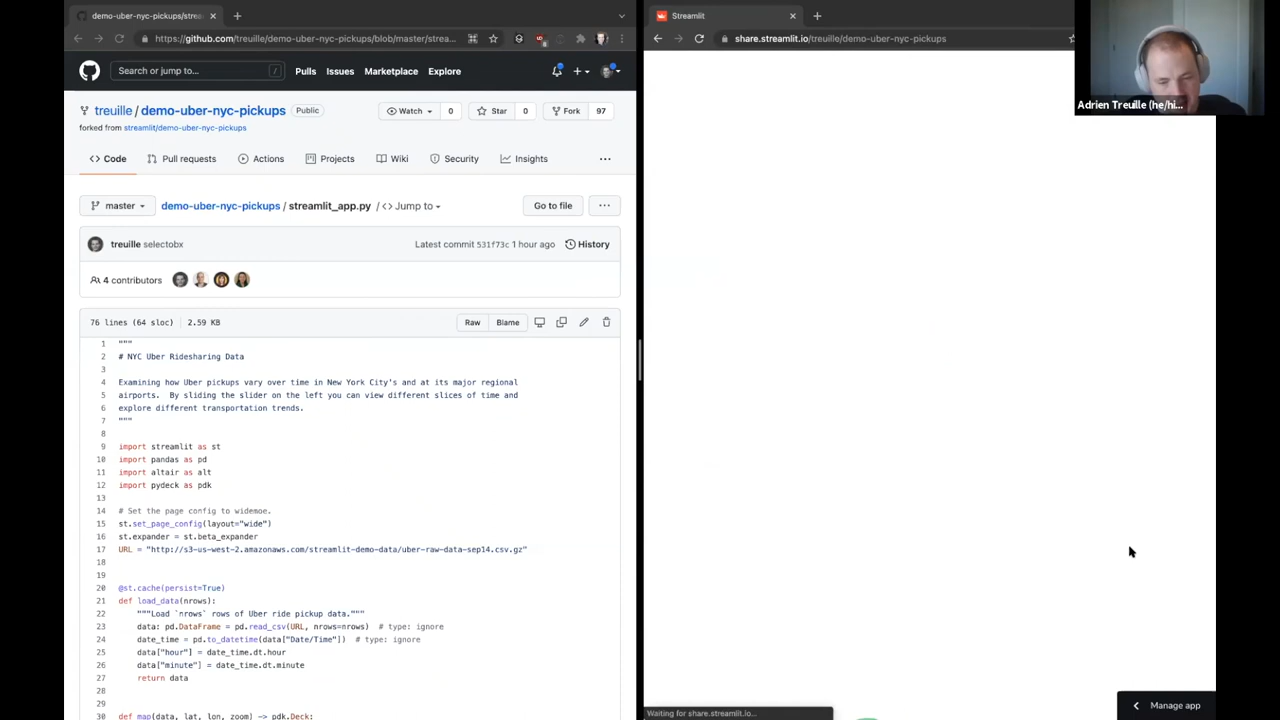 demo-uber-nyc-pickups/strea
https://github.com/treuille/demo-uber-nyc-pickups/blob/master/strea...
Search or jump to... /
Pulls Issues Marketplace Explore
treuille / demo-uber-nyc-pickups Public
forked from streamlit/demo-uber-nyc-pickups
Watch 0
Star 0
Fork 97
Code Pull requests Actions Projects Wiki Security Insights ...
master demo-uber-nyc-pickups / streamlit_app.py / <> Jump to
Go to file ...
treuille selectobx
Latest commit 531f73c 1 hour ago History
4 contributors
76 lines (64 sloc) 2.59 KB
Raw Blame
1 """
2 # NYC Uber Ridesharing Data
3
4 Examining how Uber pickups vary over time in New York City's and at its major regional
5 airports.  By sliding the slider on the left you can view different slices of time and
6 explore different transportation trends.
7 """
8
9 import streamlit as st
10 import pandas as pd
11 import altair as alt
12 import pydeck as pdk
13
14 # Set the page config to widemoe.
15 st.set_page_config(layout="wide")
16 st.expander = st.beta_expander
17 URL = "http://s3-us-west-2.amazonaws.com/streamlit-demo-data/uber-raw-data-sep14.csv.gz"
18
19
20 @st.cache(persist=True)
21 def load_data(nrows):
22 """Load `nrows` rows of Uber ride pickup data."""
23 data: pd.DataFrame = pd.read_csv(URL, nrows=nrows)  # type: ignore
24 date_time = pd.to_datetime(data["Date/Time"])  # type: ignore
25 data["hour"] = date_time.dt.hour
26 data["minute"] = date_time.dt.minute
27 return data
28
29
30 def map(data, lat, lon, zoom) -> pdk.Deck:
Streamlit
share.streamlit.io/treuille/demo-uber-nyc-pickups
Adrien Treuille (he/hi...
Waiting for share.streamlit.io...
Manage app